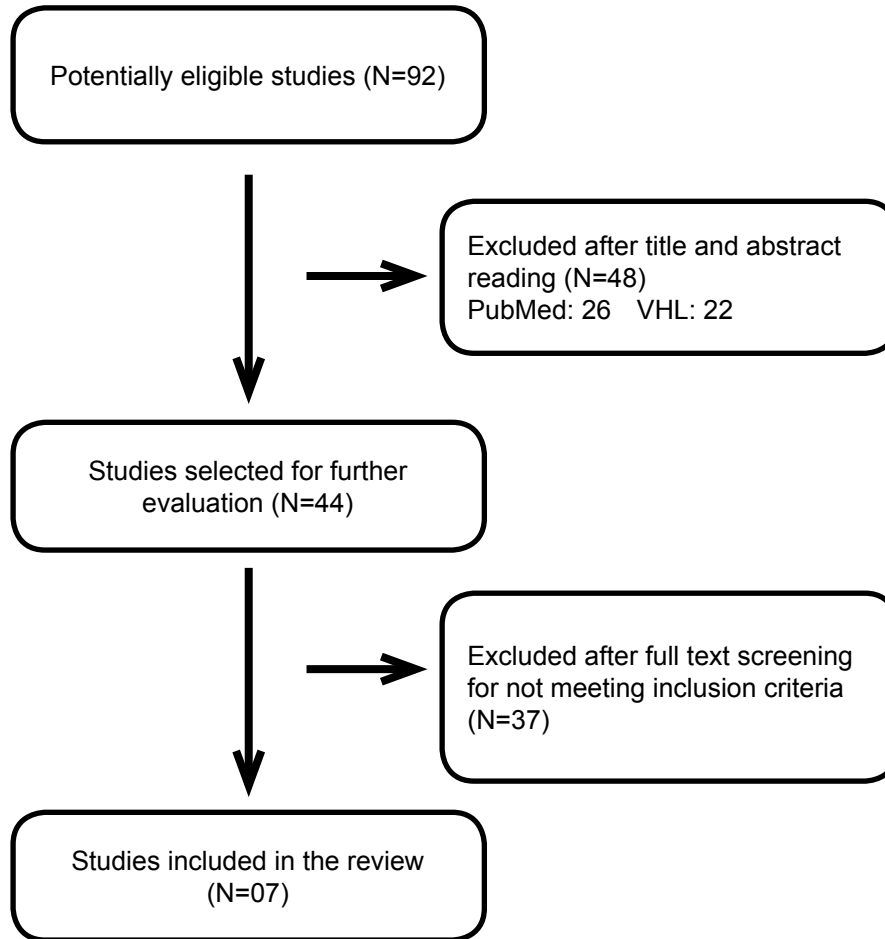 Potentially eligible studies (N=92)
Excluded after title and abstract
reading (N=48)
PubMed: 26 VHL: 22
Studies selected for further
evaluation (N=44)
Excluded after full text screening
for not meeting inclusion criteria
(N=37)
Studies included in the review
(N=07)